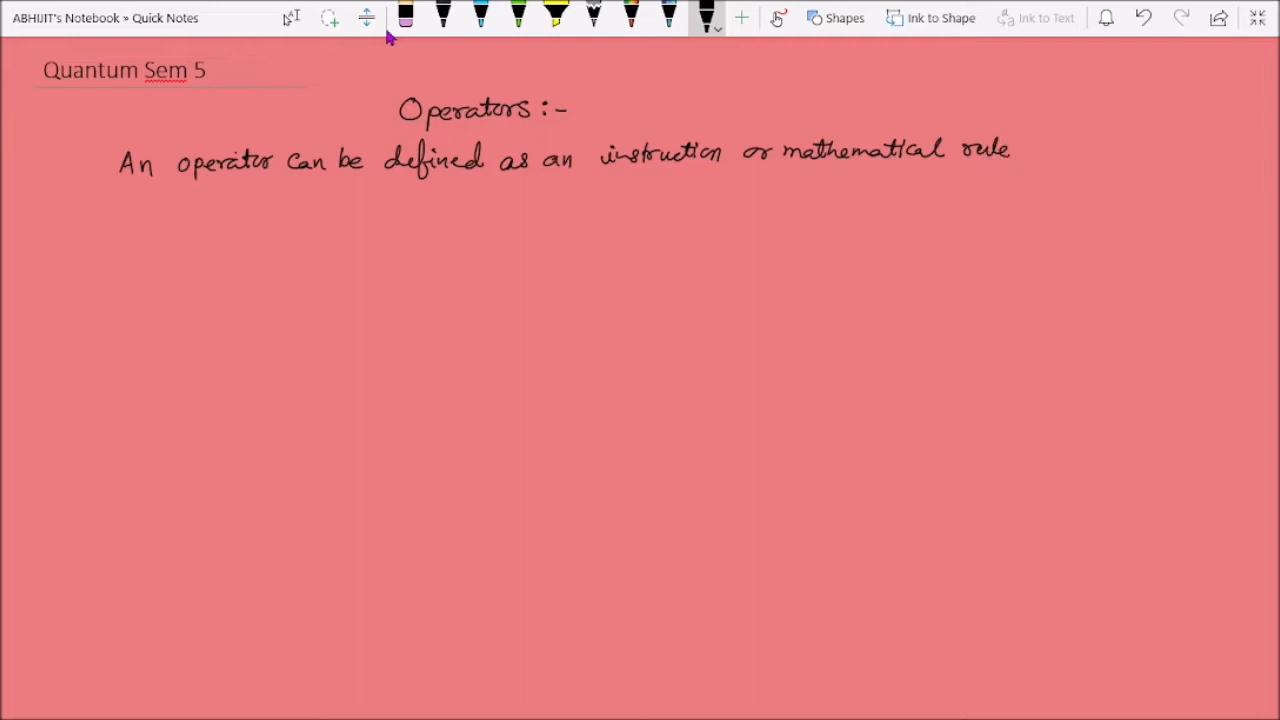 ABHIJIT's Notebook » Quick Notes
Shapes
Ink to Shape
Ink to Text
Quantum Sem 5
Operators :-
An operator can be defined as an instruction or mathematical rule